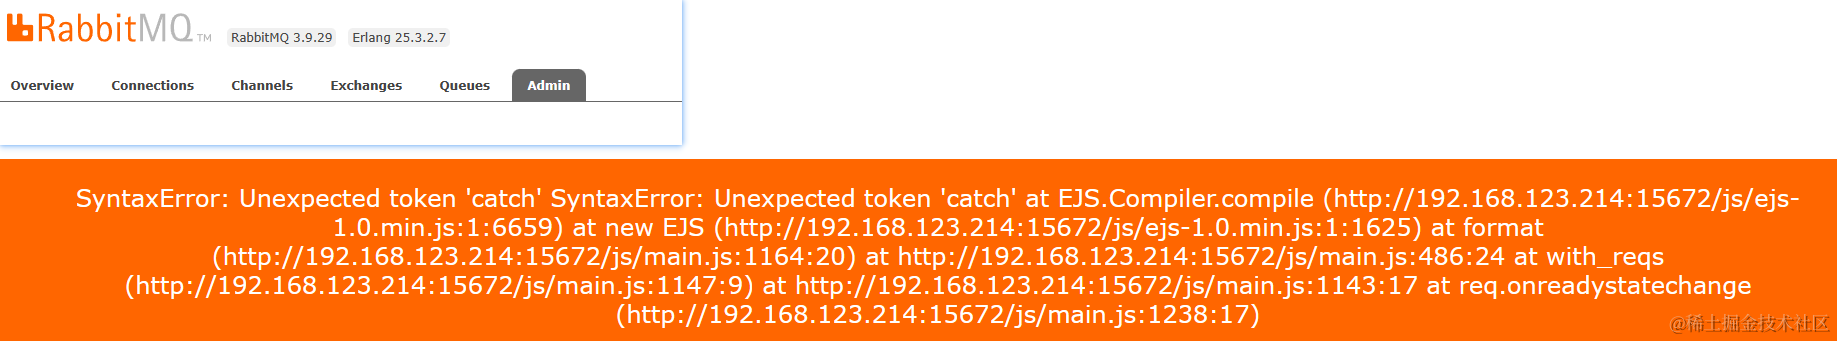 RabbitMQ TM RabbitMQ 3.9.29 Erlang 25.3.2.7
Overview Connections Channels Exchanges Queues Admin
SyntaxError: Unexpected token 'catch' SyntaxError: Unexpected token 'catch' at EJS.Compiler.compile (http://192.168.123.214:15672/js/ejs-
1.0.min.js:1:6659) at new EJS (http://192.168.123.214:15672/js/ejs-1.0.min.js:1:1625) at format
(http://192.168.123.214:15672/js/main.js:1164:20) at http://192.168.123.214:15672/js/main.js:486:24 at with_reqs
(http://192.168.123.214:15672/js/main.js:1147:9) at http://192.168.123.214:15672/js/main.js:1143:17 at req.onreadystatechange
(http://192.168.123.214:15672/js/main.js:1238:17)
@稀土掘金技术社区